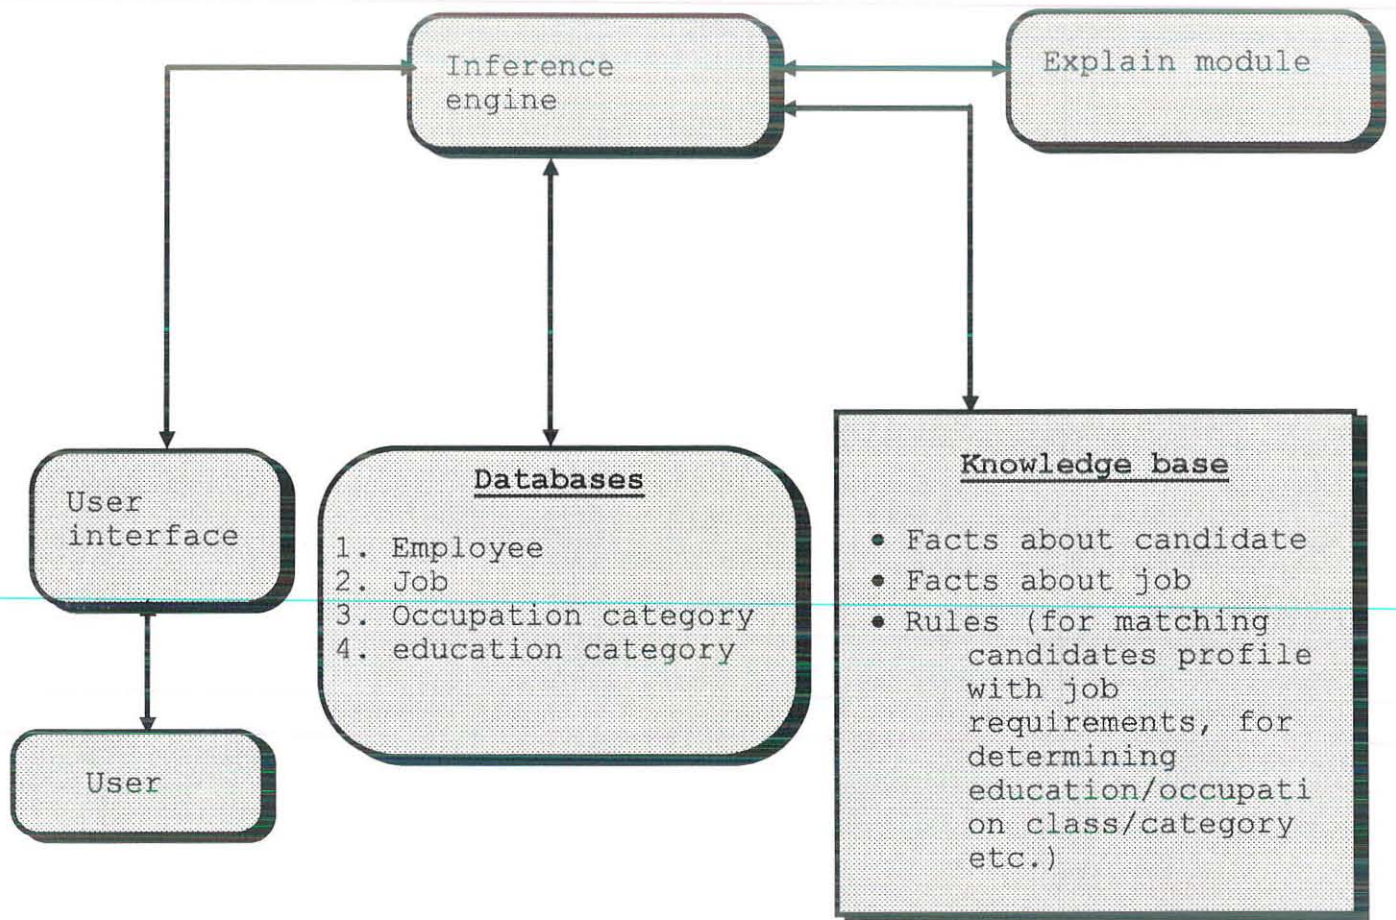 Inference
engine
Explain module
User
interface
User
Databases
1. Employee
2. Job
3. Occupation category
4. education category
Knowledge base
• Facts about candidate
• Facts about job
• Rules (for matching
candidates profile
with job
requirements, for
determining
education/occupati
on class/category
etc.)